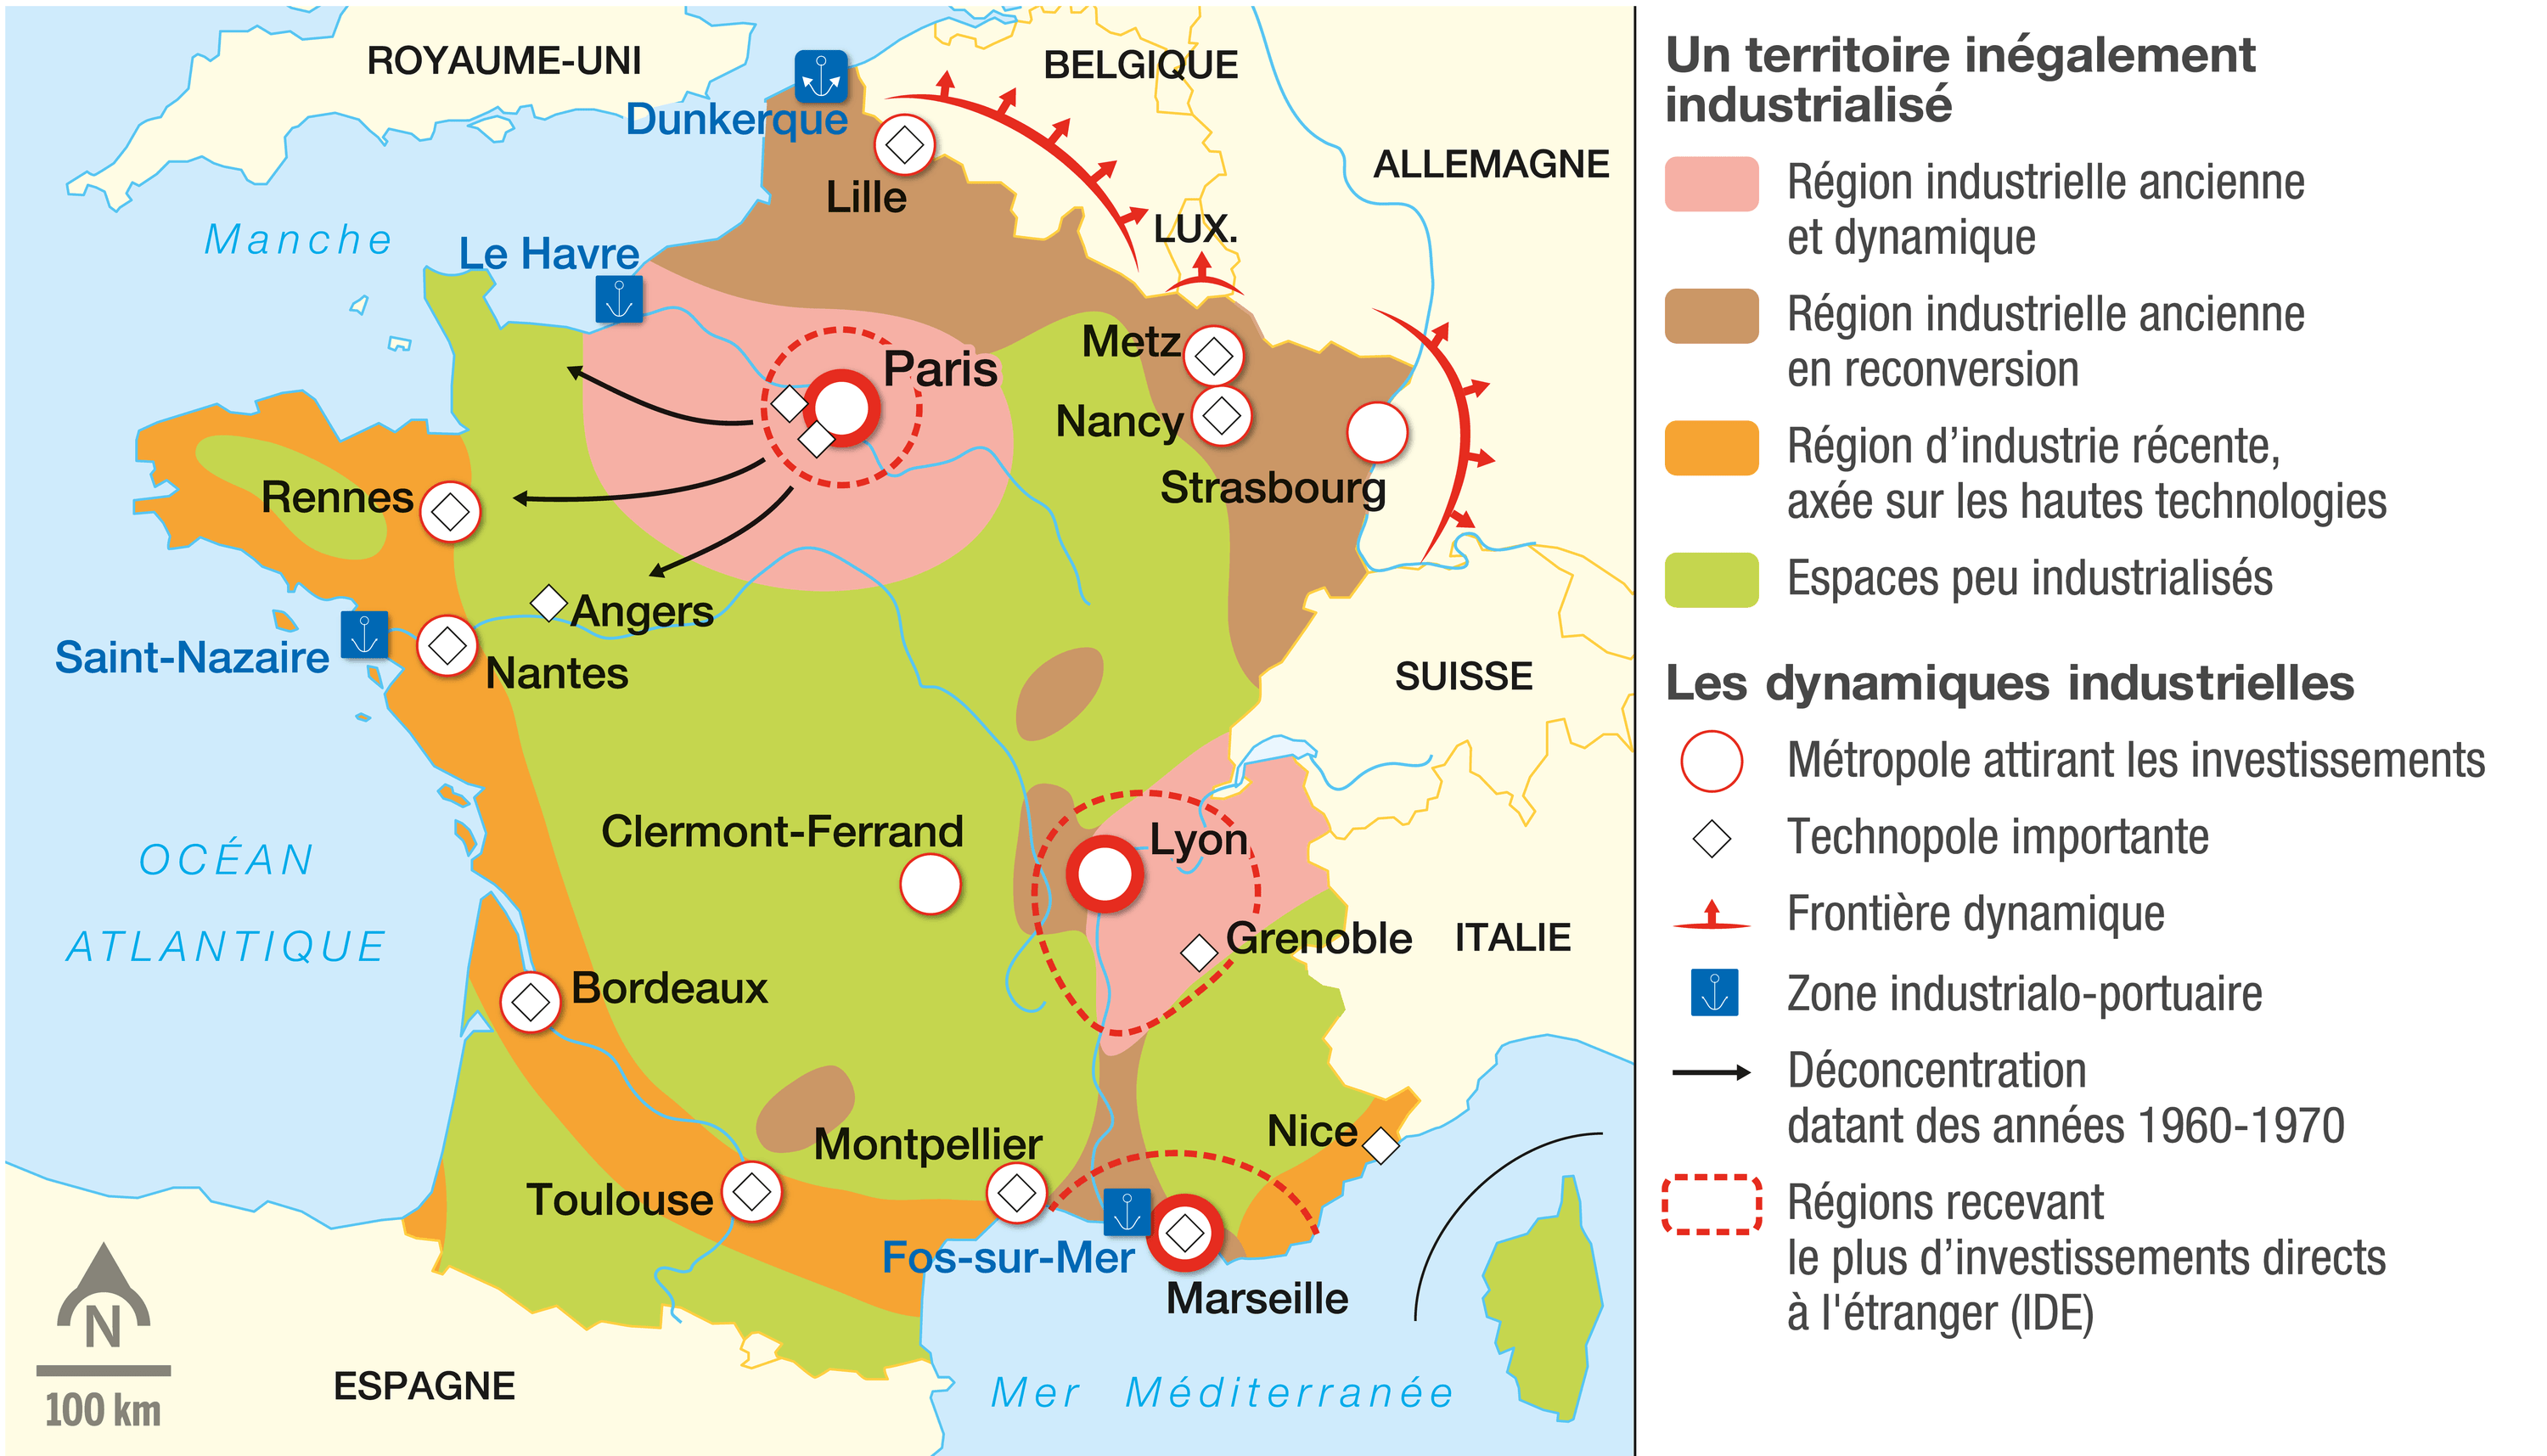 ROYAUME-UNI
BELGIQUE
Dunkerque
ALLEMAGNE
Lille
LUX.
Manche
Le Havre
Metz
Paris
Nancy
Strasbourg
Rennes
Angers
Saint-Nazaire
Nantes
SUISSE
Clermont-Ferrand
Lyon
OCÉAN
ATLANTIQUE
Grenoble
ITALIE
Bordeaux
Nice
Montpellier
Toulouse
Fos-sur-Mer
Marseille
N
100 km
ESPAGNE
Mer Méditerranée
Un territoire inégalement
industrialisé
Région industrielle ancienne
et dynamique
Région industrielle ancienne
en reconversion
Région d’industrie récente,
axée sur les hautes technologies
Espaces peu industrialisés
Les dynamiques industrielles
Métropole attirant les investissements
Technopole importante
Frontière dynamique
Zone industrialo-portuaire
Déconcentration
datant des années 1960-1970
Régions recevant
le plus d’investissements directs
à l'étranger (IDE)